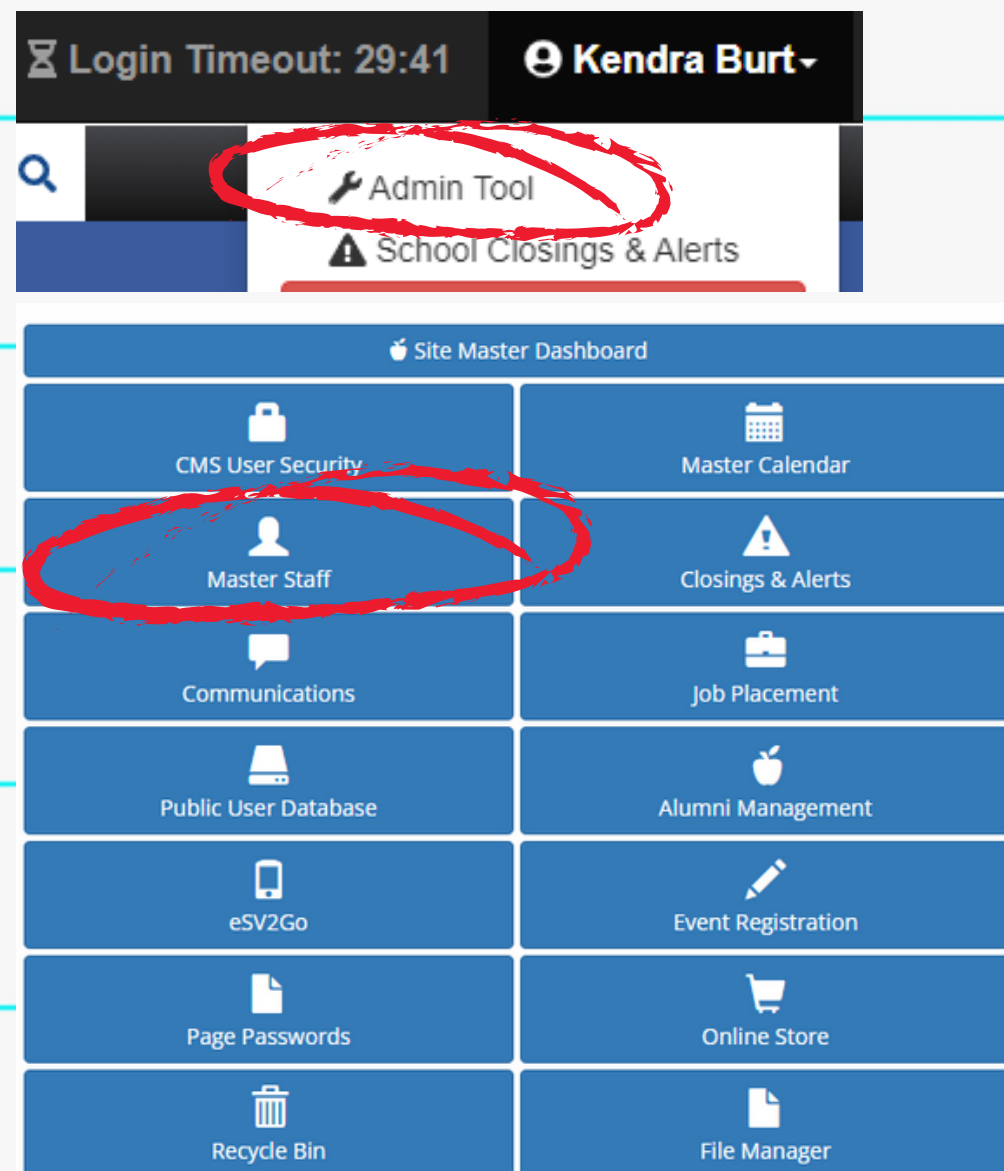 Login Timeout: 29:41 Kendra Burt
Admin Tool
School Closings & Alerts
Site Master Dashboard
CMS User Security Master Calendar
Master Staff Closings & Alerts
Communications Job Placement
Public User Database Alumni Management
eSV2Go Event Registration
Page Passwords Online Store
Recycle Bin File Manager